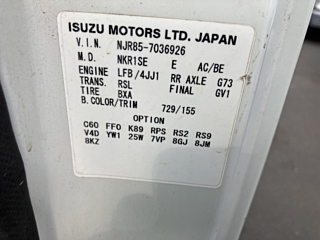 ISUZU MOTORS LTD. JAPAN
V.I.N. NJR85-7036926
M.D. NKR1SE E AC/BE
ENGINE LFB/4JJ1 RR AXLE G73
TRANS. RSL FINAL GV1
TIRE BXA
B.COLOR/TRIM 729/155
OPTION
C60 FF0 K89 RPS RS2 RS9
V4D YW1 25W 7VP 8GJ 8JM
8KZ